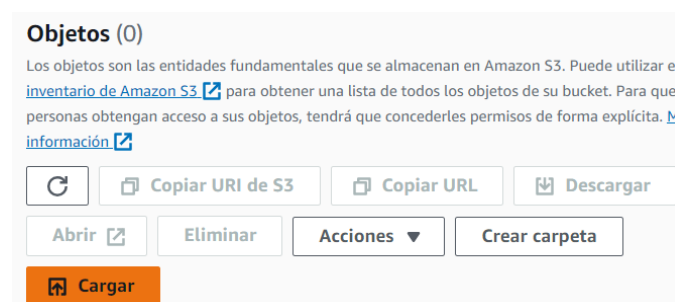 Objetos (0)
Los objetos son las entidades fundamentales que se almacenan en Amazon S3. Puede utilizar e
inventario de Amazon S3 para obtener una lista de todos los objetos de su bucket. Para que
personas obtengan acceso a sus objetos, tendrá que concederles permisos de forma explícita. M
información
Copiar URI de S3 Copiar URL Descargar
Abrir Eliminar Acciones Crear carpeta
Cargar